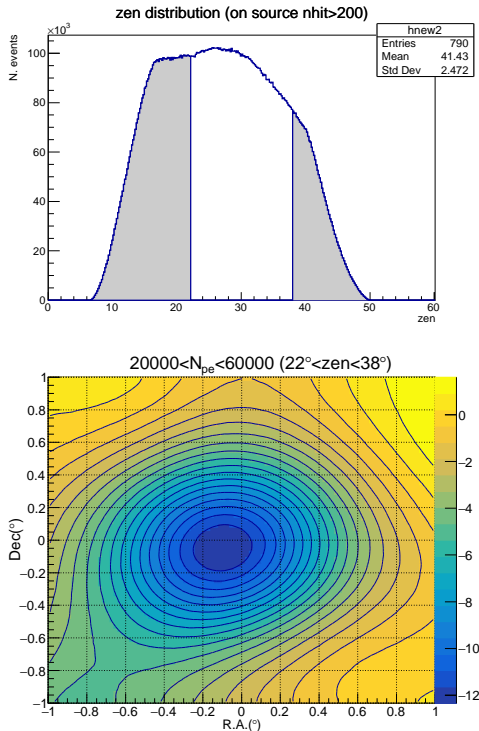 zen distribution (on source nhit>200)
hnew2
Entries 790
Mean 41.43
Std Dev 2.472
×10³
N. events
100
80
60
40
20
0
0 10 20 30 40 50 60
zen
20000<N_pe<60000 (22°<zen<38°)
Dec(°)
1
0.8
0.6
0.4
0.2
0
−0.2
−0.4
−0.6
−0.8
−1
−1 −0.8 −0.6 −0.4 −0.2 0 0.2 0.4 0.6 0.8 1
R.A.(°)
0
−2
−4
−6
−8
−10
−12